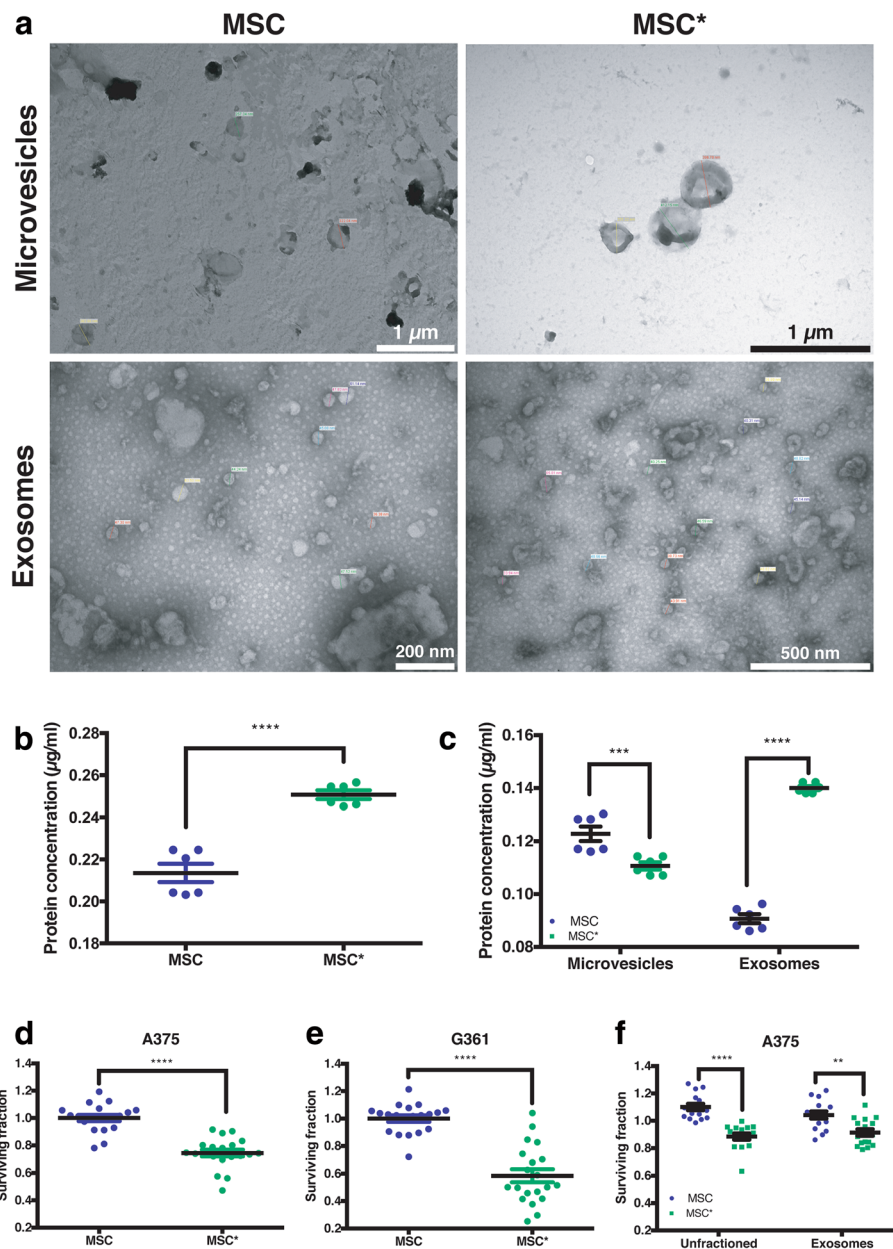 a
MSC
MSC*
Microvesicles
1 µm
1 µm
Exosomes
200 nm
500 nm
b
Protein concentration (µg/ml)
0.28
0.26
0.24
0.22
0.20
0.18
****
MSC
MSC*
c
Protein concentration (µg/ml)
0.16
0.14
0.12
0.10
0.08
***
****
MSC
MSC*
Microvesicles
Exosomes
d
A375
Surviving fraction
1.4
1.2
1.0
0.8
0.6
0.4
0.2
****
MSC
MSC*
e
G361
Surviving fraction
1.4
1.2
1.0
0.8
0.6
0.4
0.2
****
MSC
MSC*
f
A375
Surviving fraction
1.4
1.2
1.0
0.8
0.6
0.4
0.2
****
**
MSC
MSC*
Unfractioned
Exosomes